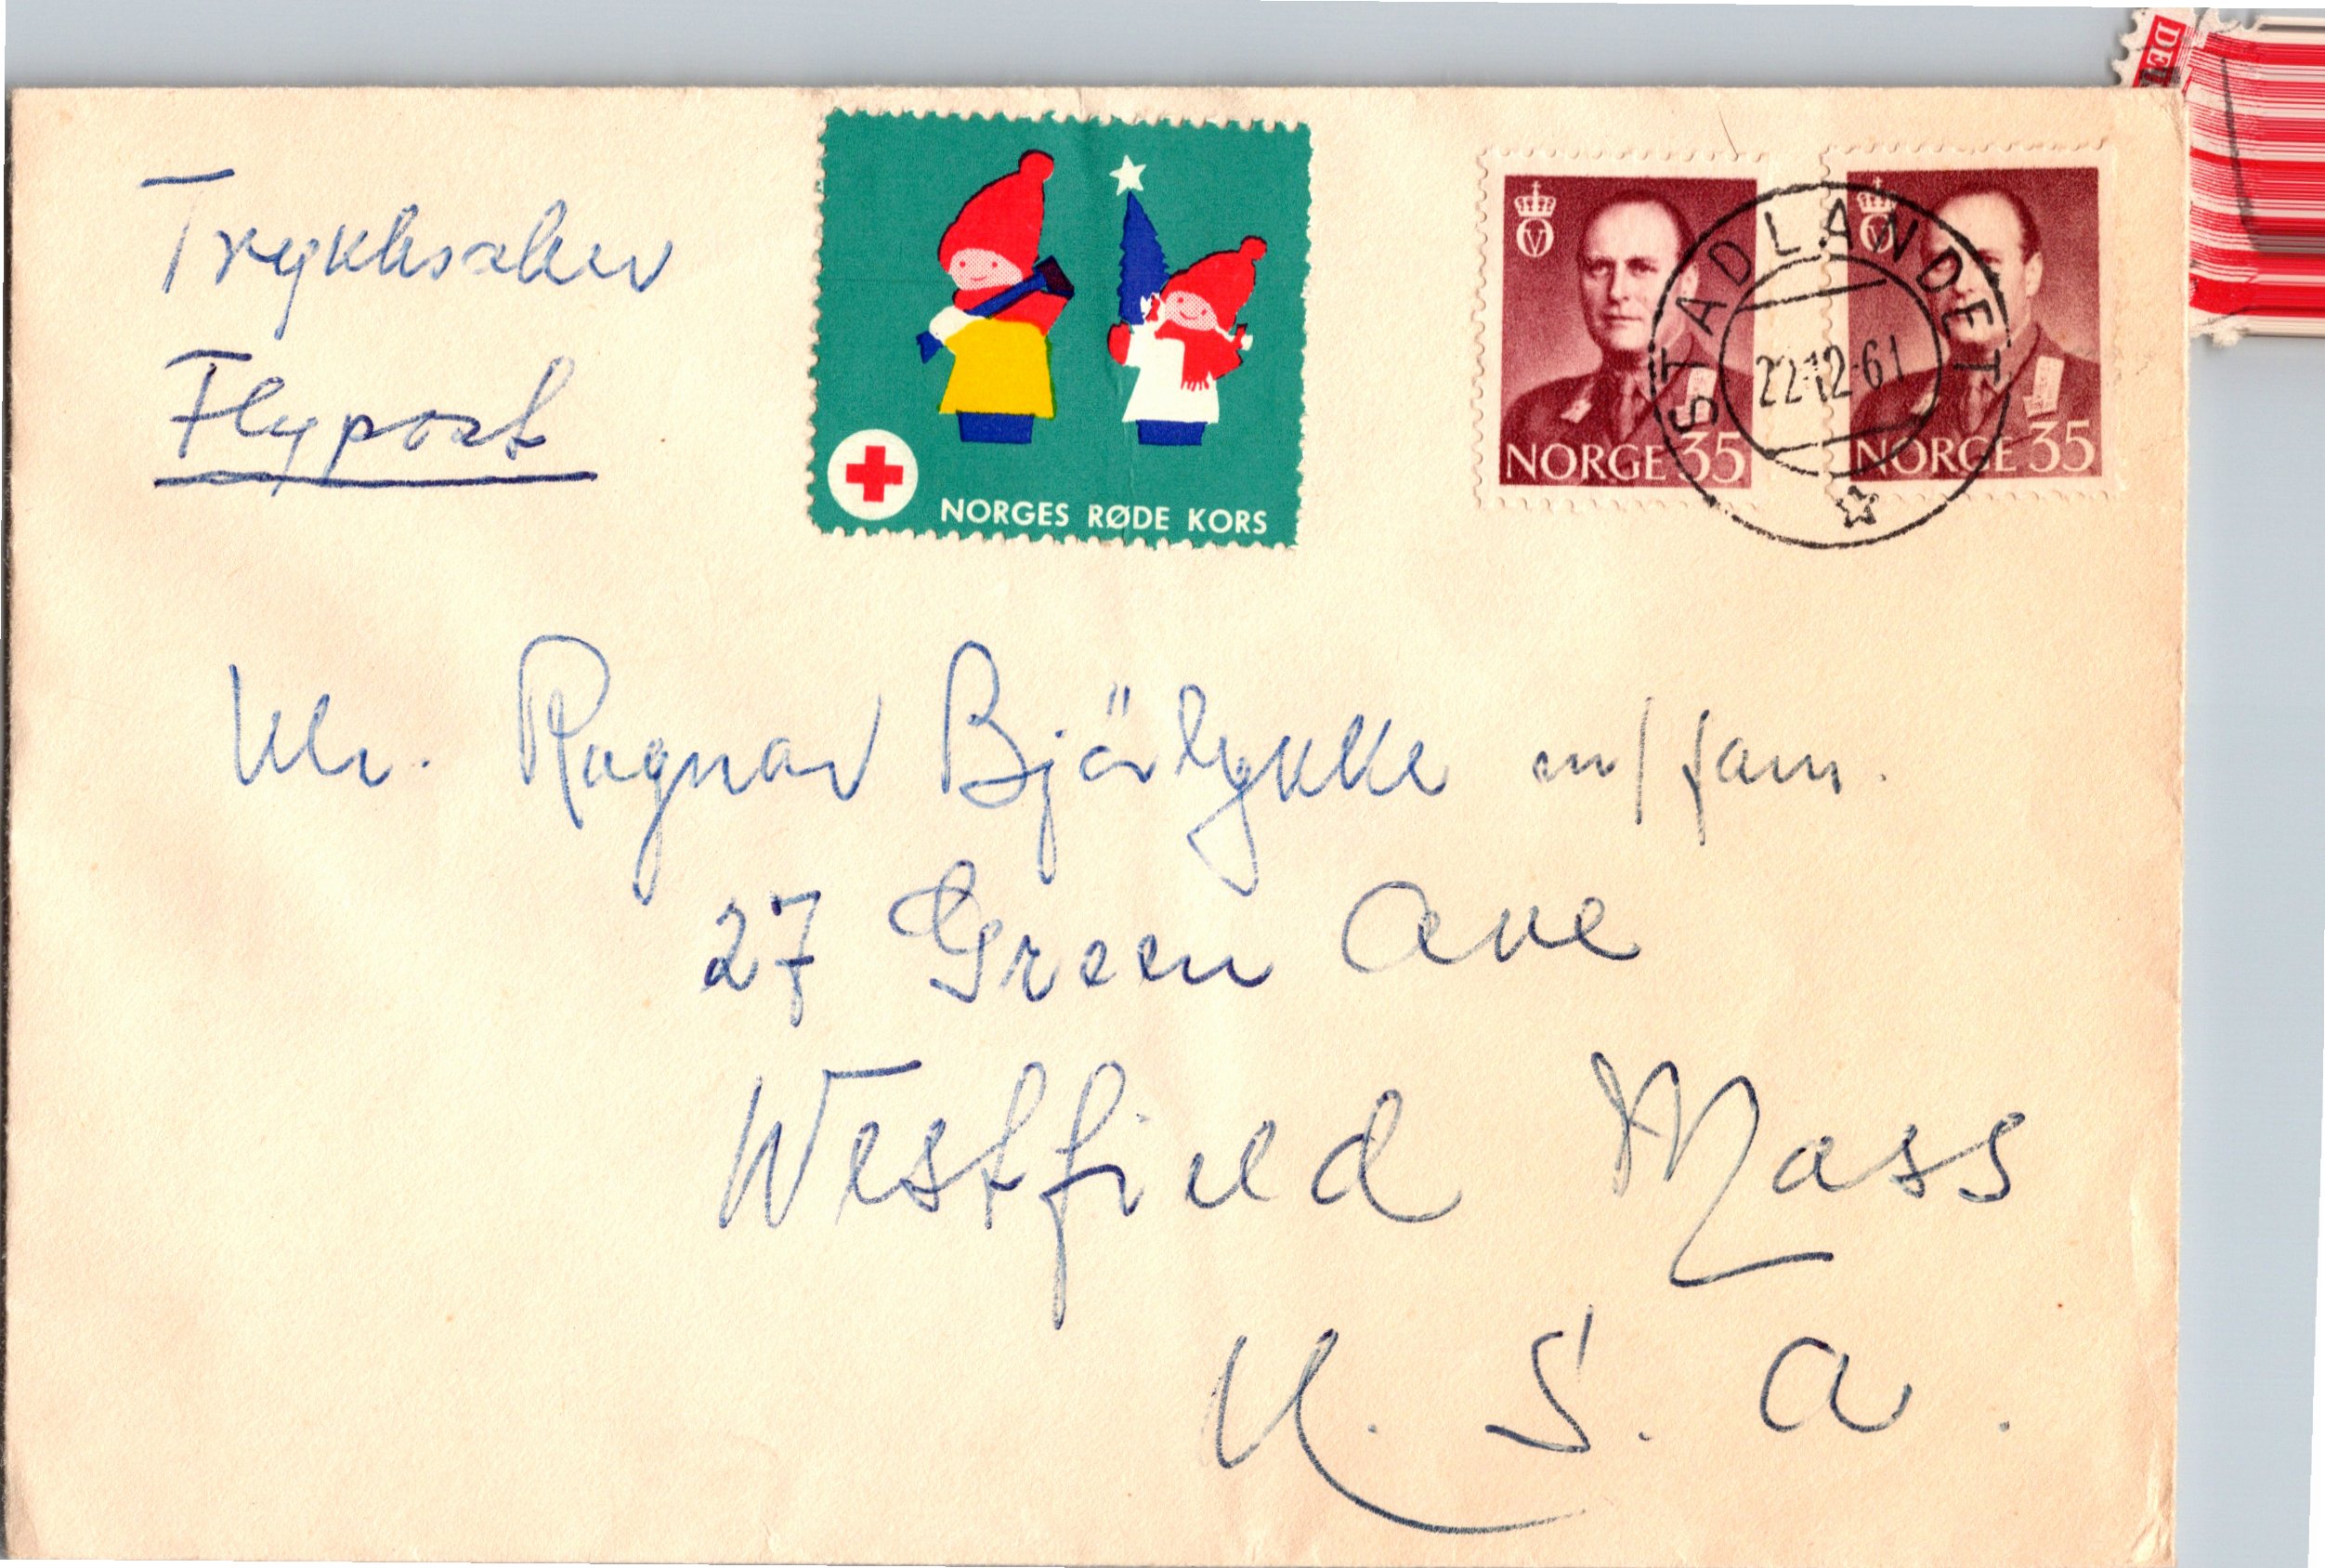 Trykksaker
Flypost
NORGES RØDE KORS
NORGE 35
NORGE 35
STADLANDET
22-12-61
Mr. Ragnar Bjärlykke m/fam.
27 Green Ave
Westfield Mass
U. S. A.